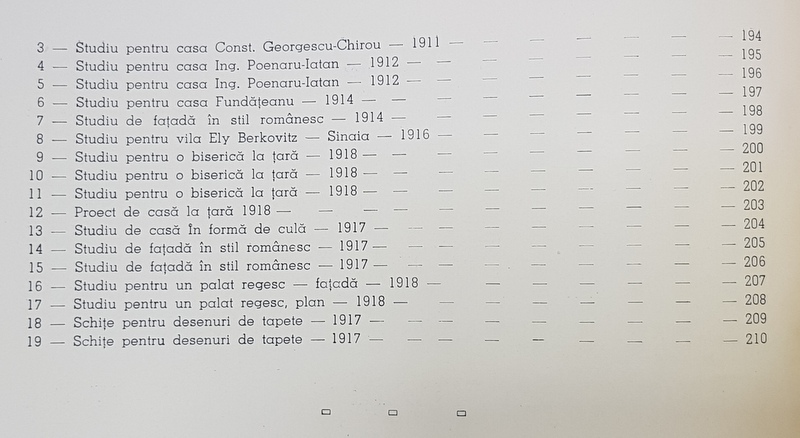 3 — Studiu pentru casa Const. Georgescu-Chirou — 1911 — — — — — — — — 194
4 — Studiu pentru casa Ing. Poenaru-Iatan — 1912 — — — — — — — — — 195
5 — Studiu pentru casa Ing. Poenaru-Iatan — 1912 — — — — — — — — — 196
6 — Studiu pentru casa Fundățeanu — 1914 — — — — — — — — — 197
7 — Studiu de fațadă în stil românesc — 1914 — — — — — — — — — 198
8 — Studiu pentru vila Ely Berkovitz — Sinaia — 1916 — — — — — — — — 199
9 — Studiu pentru o biserică la țară — 1918 — — — — — — — — — 200
10 — Studiu pentru o biserică la țară — 1918 — — — — — — — — — 201
11 — Studiu pentru o biserică la țară — 1918 — — — — — — — — — 202
12 — Proect de casă la țară 1918 — — — — — — — — — — — 203
13 — Studiu de casă în formă de culă — 1917 — — — — — — — — — 204
14 — Studiu de fațadă în stil românesc — 1917 — — — — — — — — — 205
15 — Studiu de fațadă în stil românesc — 1917 — — — — — — — — — 206
16 — Studiu pentru un palat regesc — fațadă — 1918 — — — — — — — — 207
17 — Studiu pentru un palat regesc, plan — 1918 — — — — — — — — 208
18 — Schițe pentru desenuri de tapete — 1917 — — — — — — — — — 209
19 — Schițe pentru desenuri de tapete — 1917 — — — — — — — — — 210